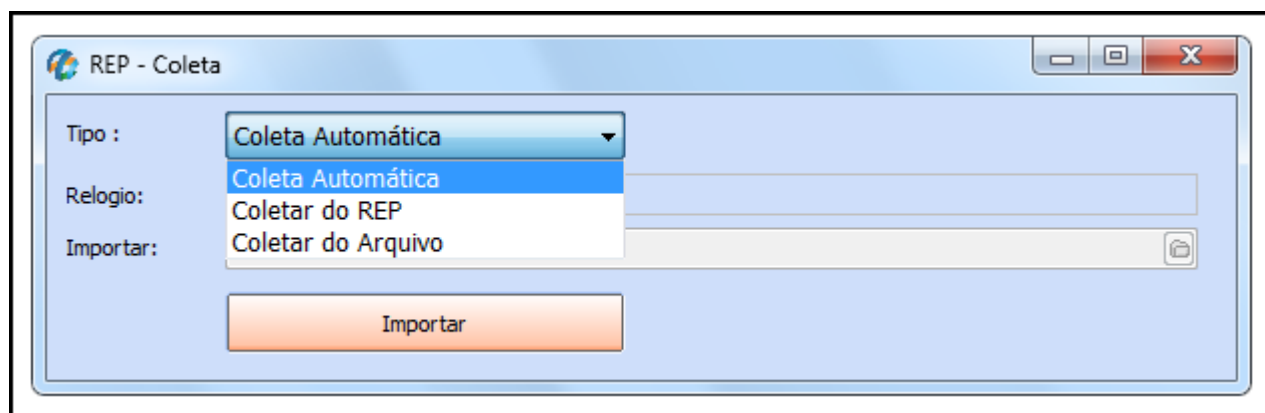 REP - Coleta
Tipo :
Coleta Automática
Coleta Automática
Relogio:
Coletar do REP
Importar:
Coletar do Arquivo
Importar